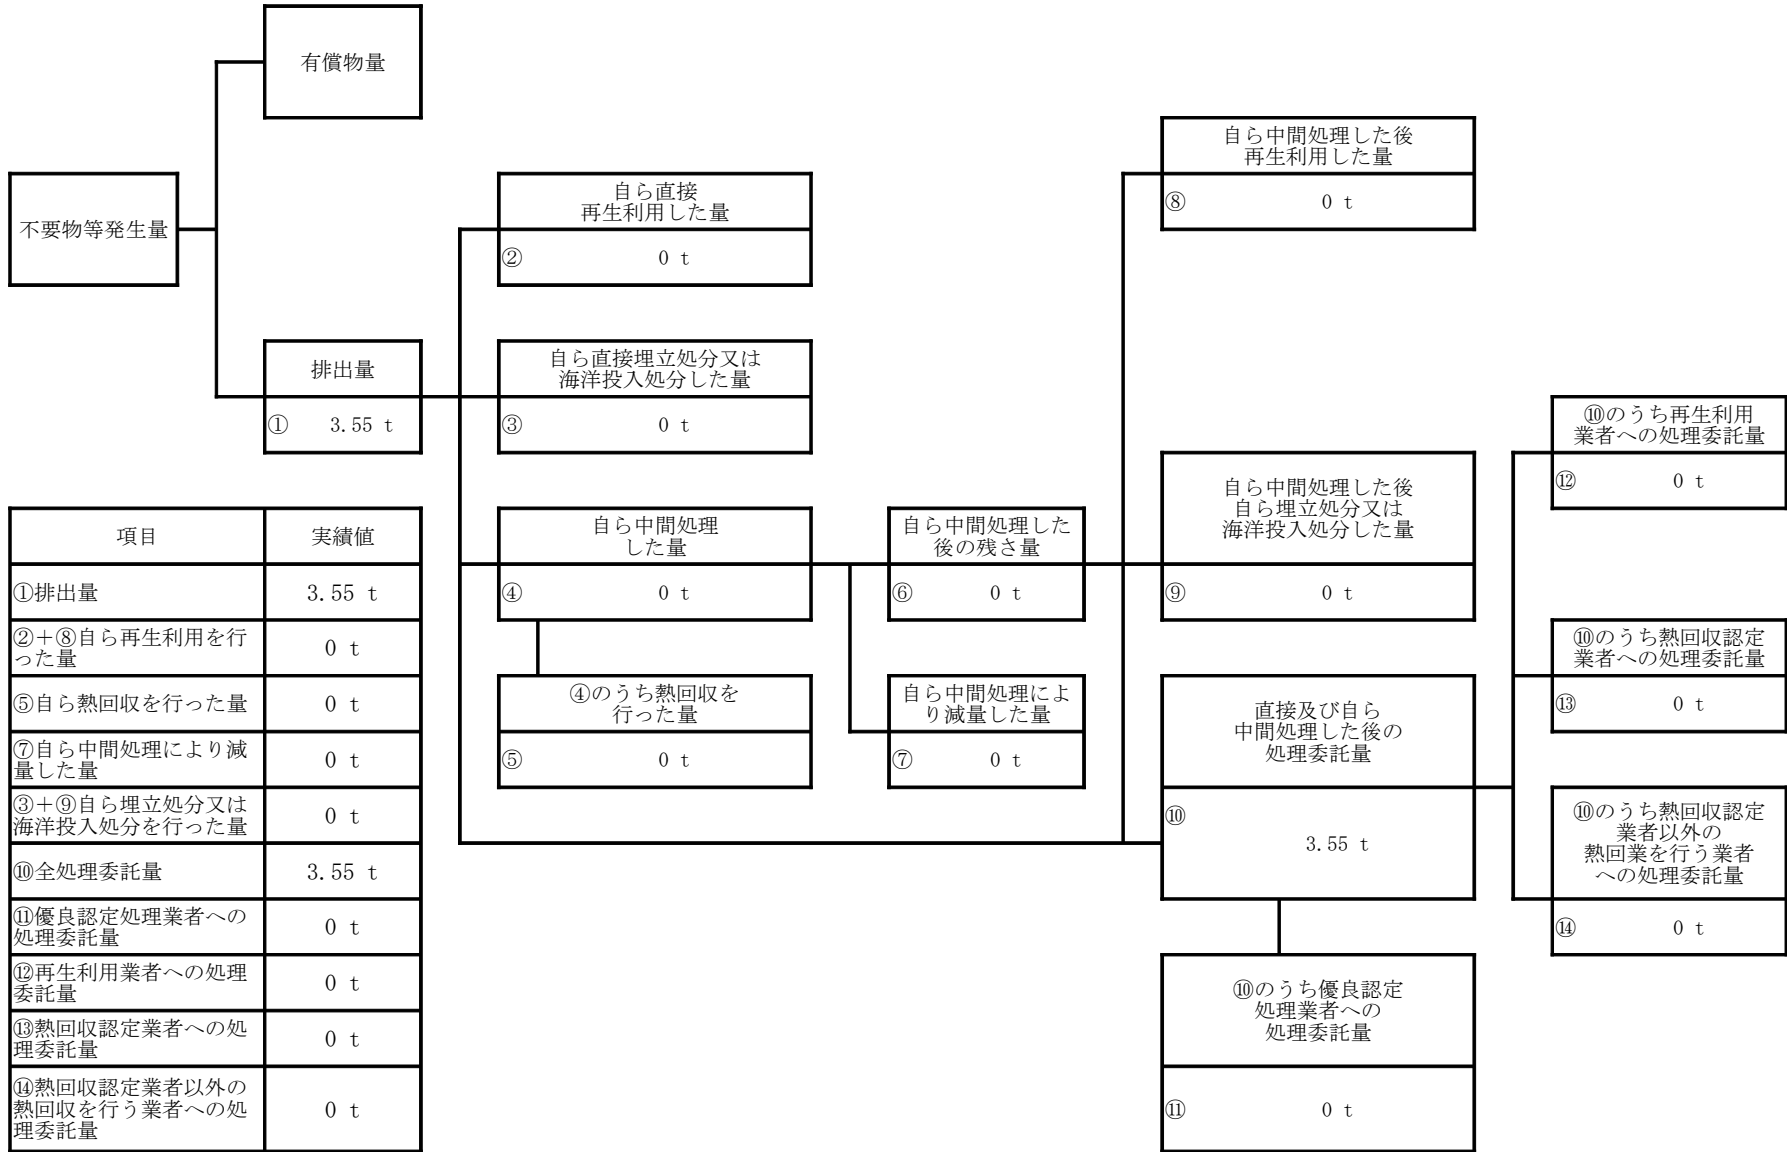 有償物量
不要物等発生量
排出量
① 3.55 t
自ら直接
再生利用した量
② 0 t
自ら直接埋立処分又は
海洋投入処分した量
③ 0 t
自ら中間処理
した量
④ 0 t
④のうち熱回収を
行った量
⑤ 0 t
自ら中間処理した
後の残さ量
⑥ 0 t
自ら中間処理によ
り減量した量
⑦ 0 t
自ら中間処理した後
再生利用した量
⑧ 0 t
自ら中間処理した後
自ら埋立処分又は
海洋投入処分した量
⑨ 0 t
直接及び自ら
中間処理した後の
処理委託量
⑩
3.55 t
⑩のうち優良認定
処理業者への
処理委託量
⑪ 0 t
⑩のうち再生利用
業者への処理委託量
⑫ 0 t
⑩のうち熱回収認定
業者への処理委託量
⑬ 0 t
⑩のうち熱回収認定
業者以外の
熱回業を行う業者
への処理委託量
⑭ 0 t
項目 実績値
①排出量 3.55 t
②＋⑧自ら再生利用を行
った量 0 t
⑤自ら熱回収を行った量 0 t
⑦自ら中間処理により減
量した量 0 t
③＋⑨自ら埋立処分又は
海洋投入処分を行った量 0 t
⑩全処理委託量 3.55 t
⑪優良認定処理業者への
処理委託量 0 t
⑫再生利用業者への処理
委託量 0 t
⑬熱回収認定業者への処
理委託量 0 t
⑭熱回収認定業者以外の
熱回収を行う業者への処
理委託量 0 t